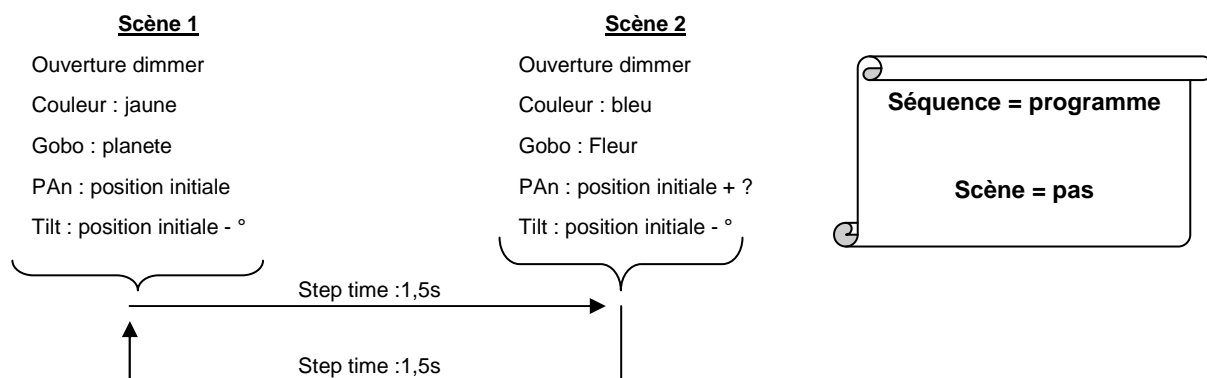 Scène 1
Ouverture dimmer
Couleur : jaune
Gobo : planete
PAn : position initiale
Tilt : position initiale - °
Scène 2
Ouverture dimmer
Couleur : bleu
Gobo : Fleur
PAn : position initiale + ?
Tilt : position initiale - °
Séquence = programme
Scène = pas
Step time :1,5s
Step time :1,5s